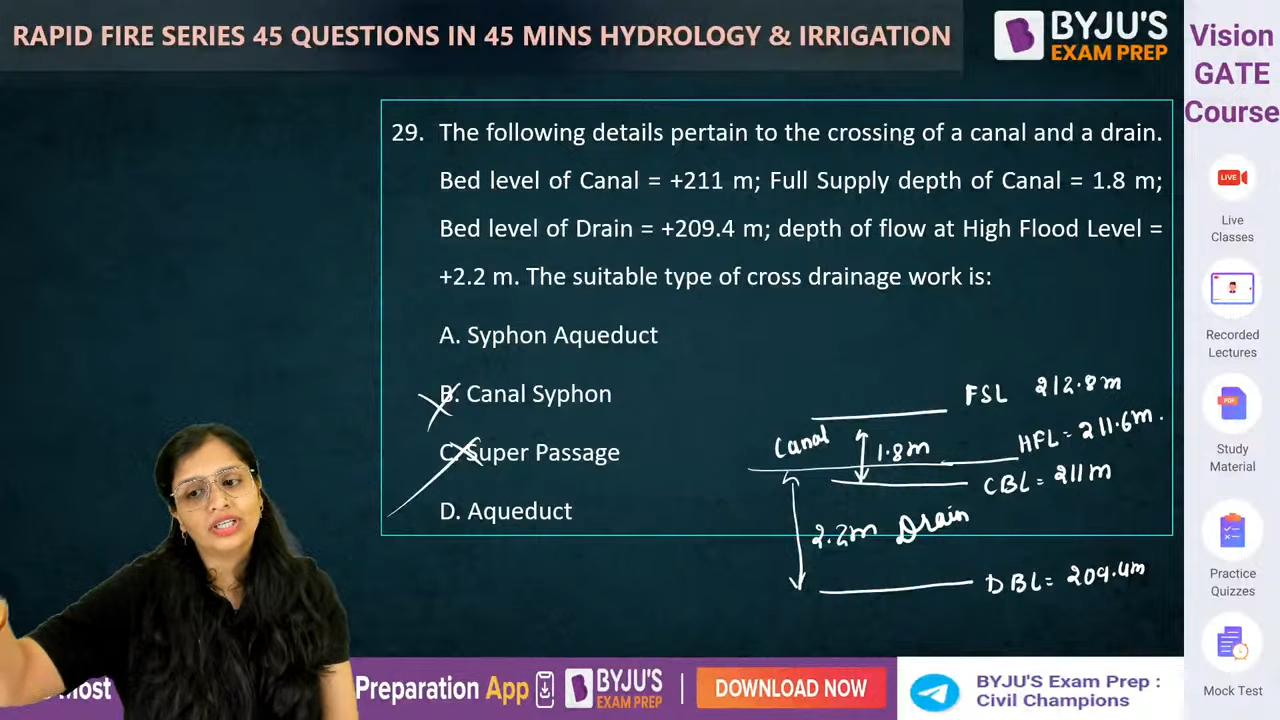 RAPID FIRE SERIES 45 QUESTIONS IN 45 MINS HYDROLOGY & IRRIGATION
BYJU'S
EXAM PREP
Vision
GATE
Course
29. The following details pertain to the crossing of a canal and a drain.
Bed level of Canal = +211 m; Full Supply depth of Canal = 1.8 m;
Bed level of Drain = +209.4 m; depth of flow at High Flood Level =
+2.2 m. The suitable type of cross drainage work is:
A. Syphon Aqueduct
B. Canal Syphon
C. Super Passage
D. Aqueduct
FSL 212.8m
Canal
1.8m
HFL = 211.6m.
CBL = 211m
2.2m Drain
DBL = 209.4m
LIVE
Live
Classes
Recorded
Lectures
PDF
Study
Material
Practice
Quizzes
Mock Test
Most
Preparation App
BYJU'S
EXAM PREP
DOWNLOAD NOW
BYJU'S Exam Prep :
Civil Champions